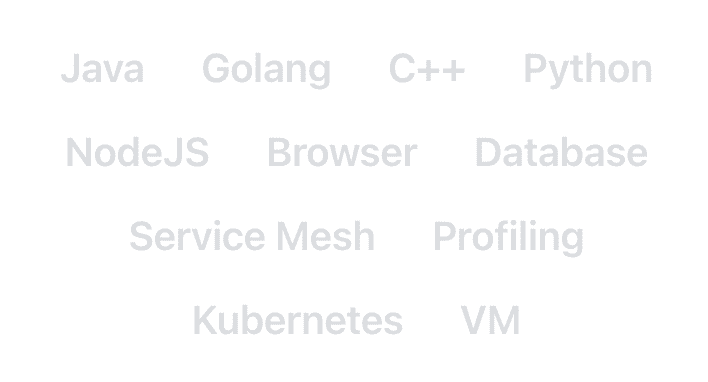 Java Golang C++ Python
NodeJS Browser Database
Service Mesh Profiling
Kubernetes VM